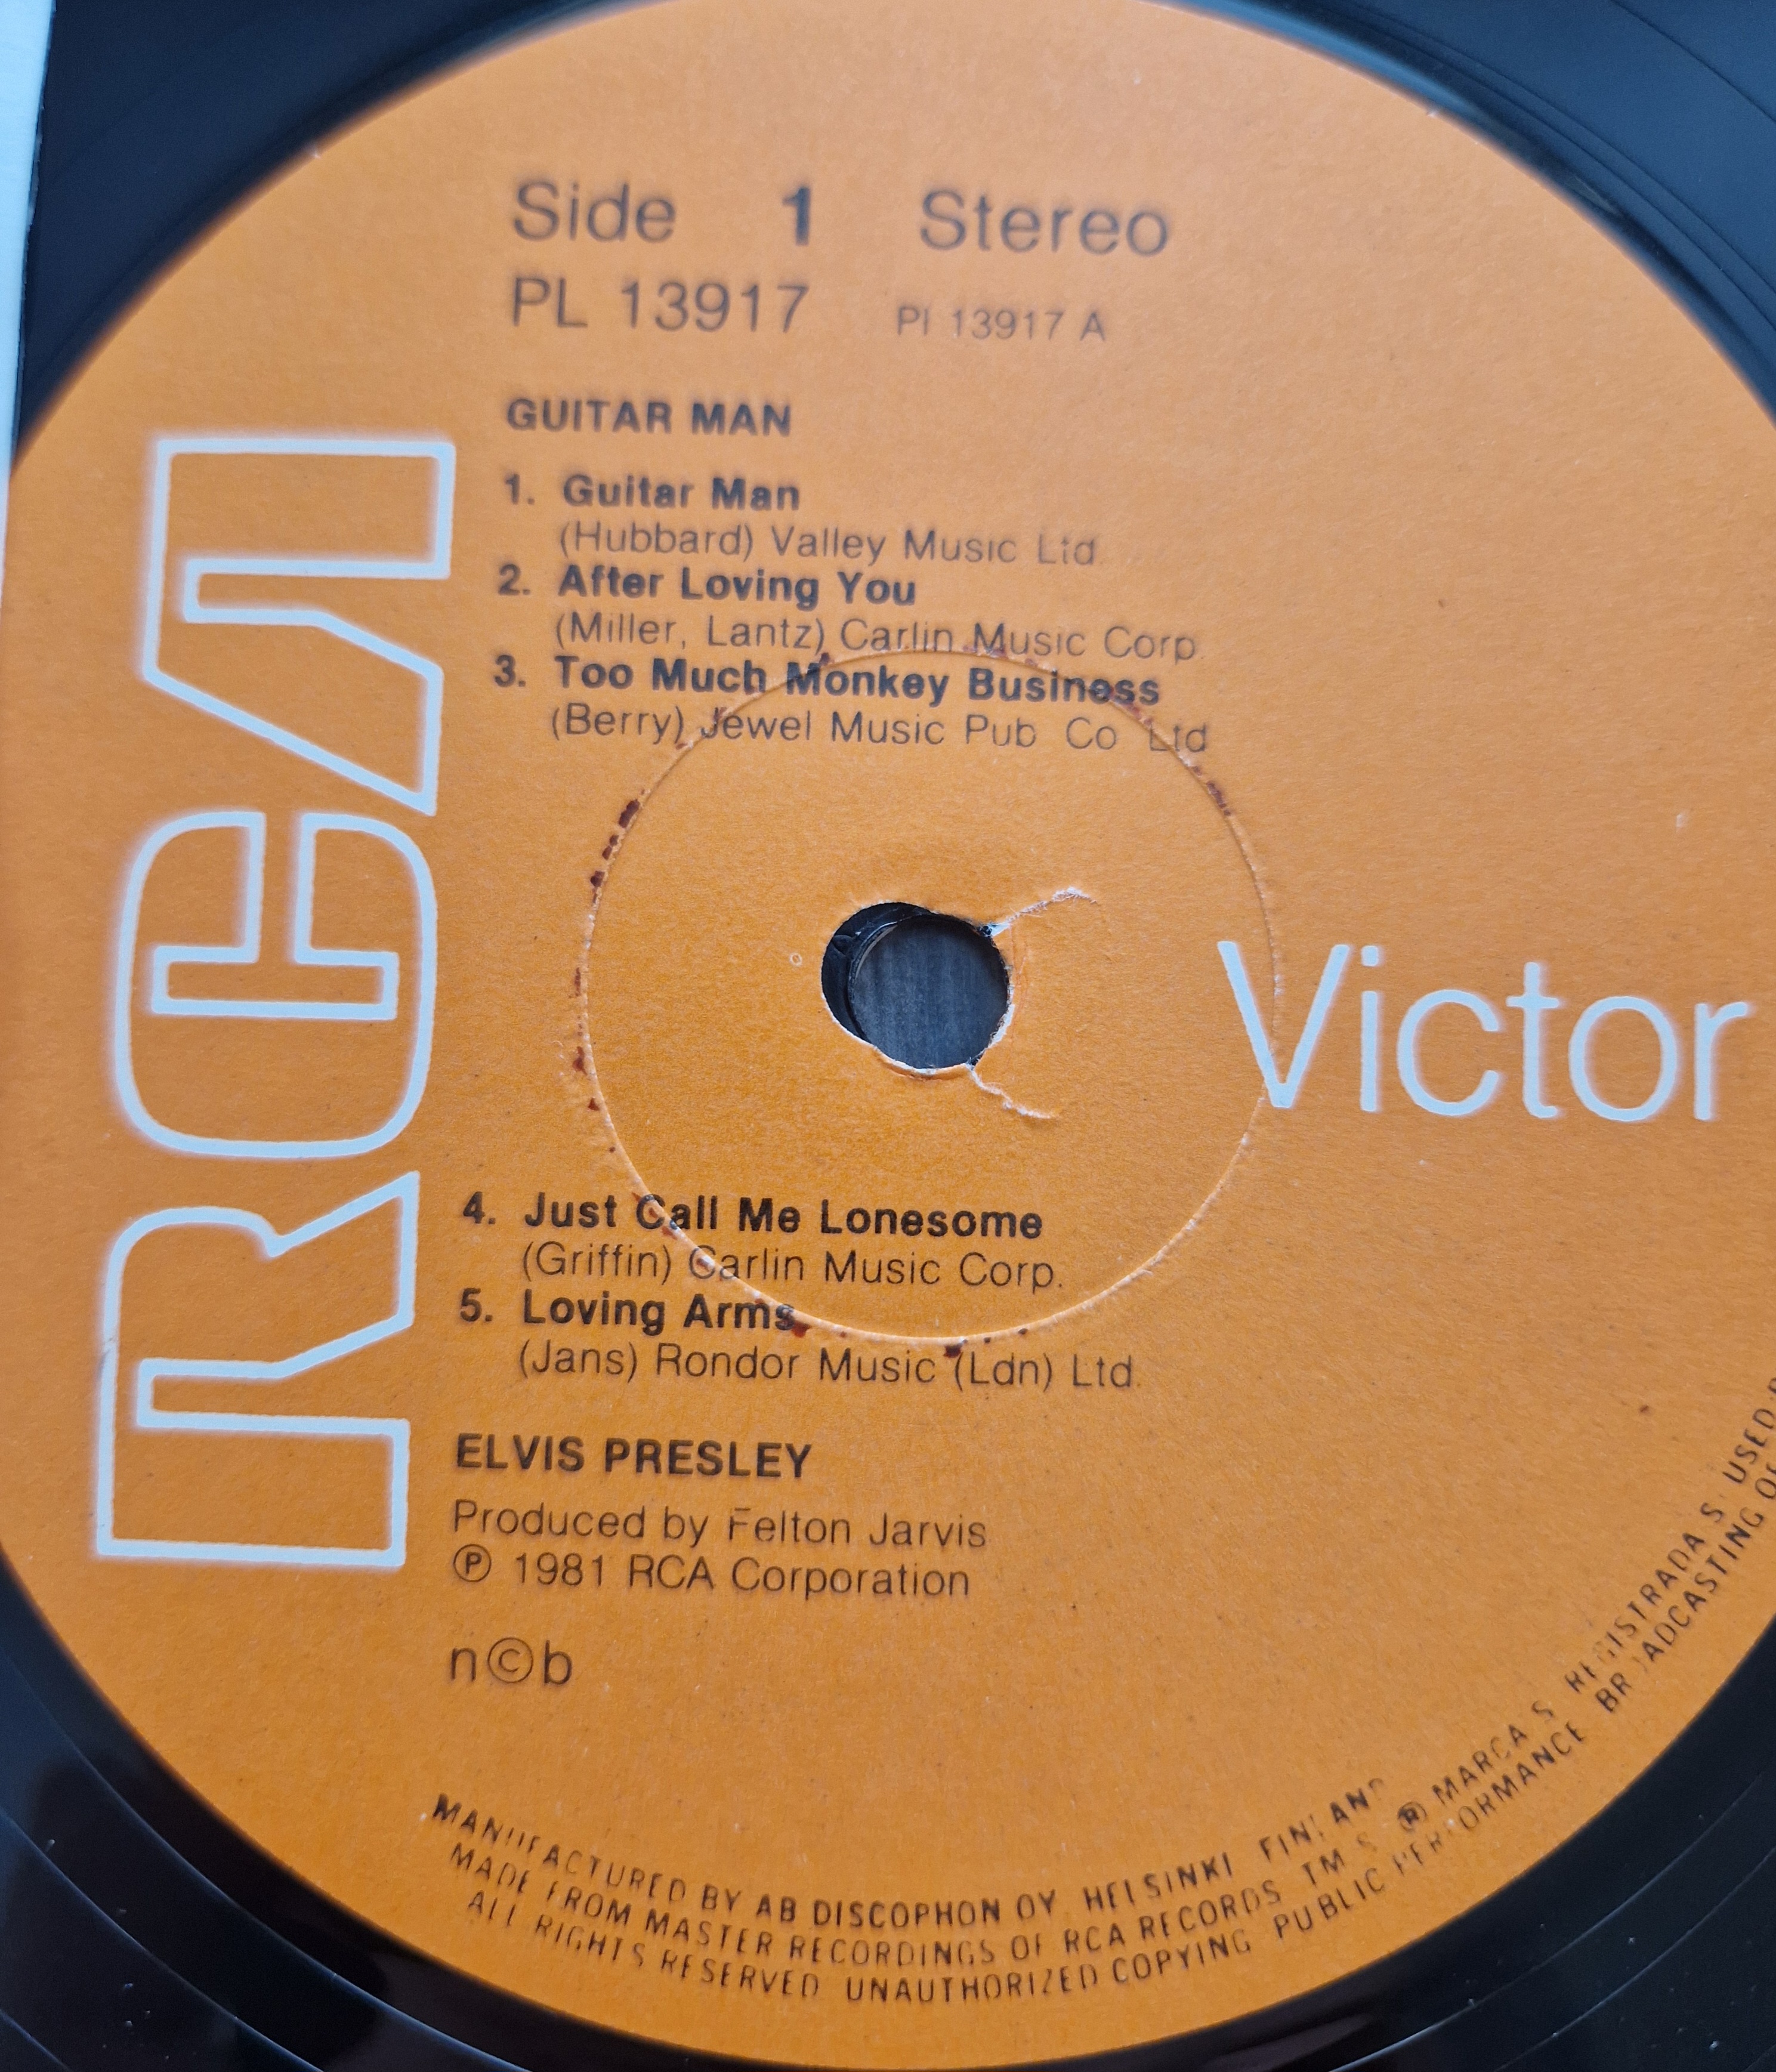 Side 1 Stereo
PL 13917 PL 13917 A
GUITAR MAN
1. Guitar Man
(Hubbard) Valley Music Ltd.
2. After Loving You
(Miller, Lantz) Carlin Music Corp.
3. Too Much Monkey Business
(Berry) Jewel Music Pub. Co. Ltd.
RCA
Victor
4. Just Call Me Lonesome
(Griffin) Carlin Music Corp.
5. Loving Arms
(Jans) Rondor Music (Ldn) Ltd.
ELVIS PRESLEY
Produced by Felton Jarvis
℗ 1981 RCA Corporation
n©b
MANUFACTURED BY AB DISCOPHON OY. HELSINKI FINLAND
MADE FROM MASTER RECORDINGS OF RCA RECORDS TM S ® MARCA S REGISTRADA S USED
ALL RIGHTS RESERVED UNAUTHORIZED COPYING PUBLIC PERFORMANCE BROADCASTING OF